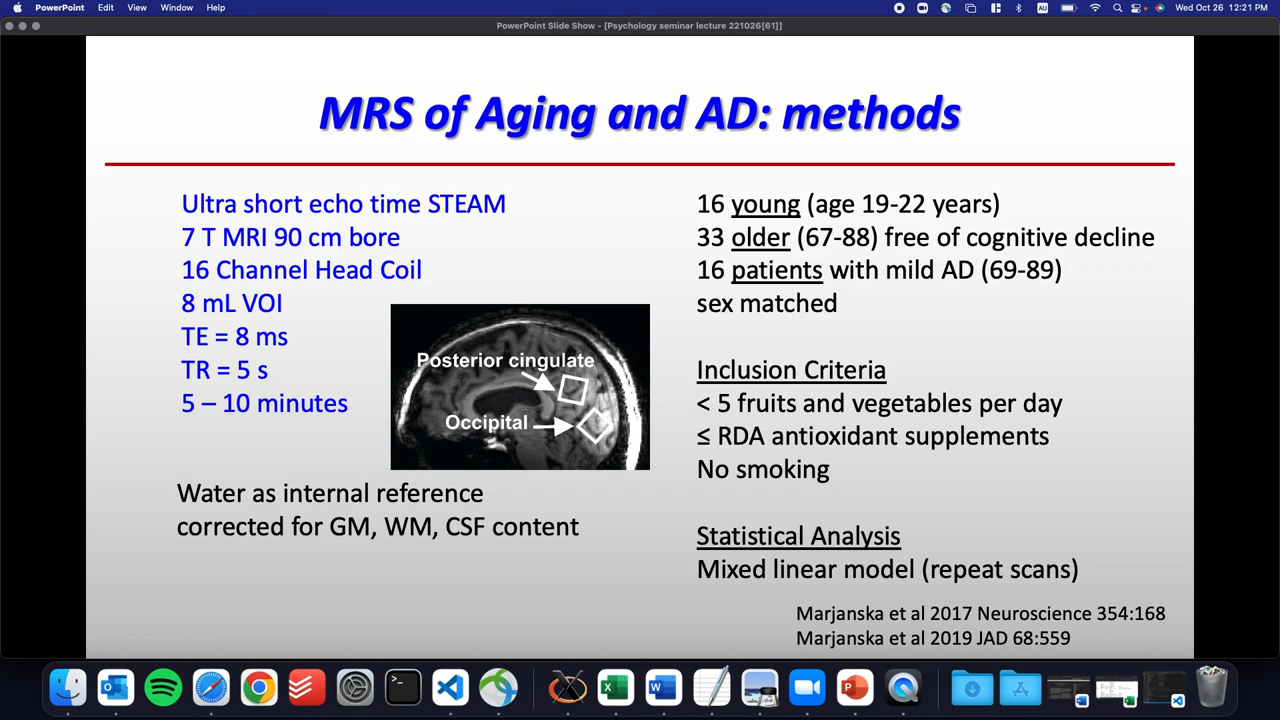 PowerPoint Edit View Window Help
AU
Wed Oct 26 12:21 PM
PowerPoint Slide Show - [Psychology seminar lecture 221026[61]]
MRS of Aging and AD: methods
Ultra short echo time STEAM
7 T MRI 90 cm bore
16 Channel Head Coil
8 mL VOI
TE = 8 ms
TR = 5 s
5 – 10 minutes
Posterior cingulate
Occipital
Water as internal reference
corrected for GM, WM, CSF content
16 young (age 19-22 years)
33 older (67-88) free of cognitive decline
16 patients with mild AD (69-89)
sex matched
Inclusion Criteria
< 5 fruits and vegetables per day
≤ RDA antioxidant supplements
No smoking
Statistical Analysis
Mixed linear model (repeat scans)
Marjanska et al 2017 Neuroscience 354:168
Marjanska et al 2019 JAD 68:559